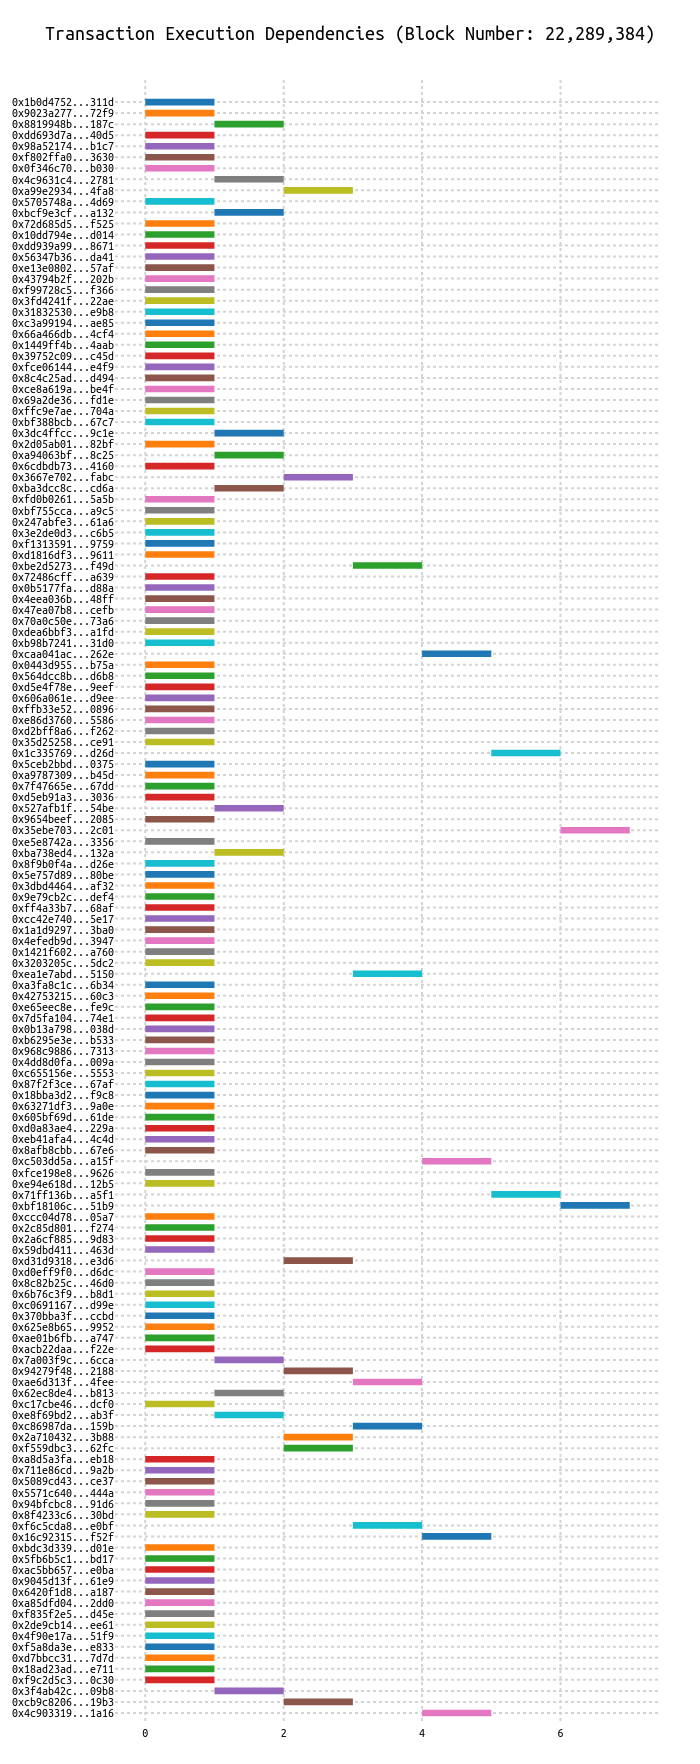 Transaction Execution Dependencies (Block Number: 22,289,384)
0x1b0d4752...311d
0x9023a277...72f9
0x8819948b...187c
0xdd693d7a...40d5
0x98a52174...b1c7
0xf802ffa0...3630
0x0f346c70...b030
0x4c9631c4...2781
0xa99e2934...4fa8
0x5705748a...4d69
0xbcf9e3cf...a132
0x72d685d5...f525
0x10dd794e...d014
0xdd939a99...8671
0x56347b36...da41
0xe13e0802...57af
0x43794b2f...202b
0xf99728c5...f366
0x3fd4241f...22ae
0x31832530...e9b8
0xc3a99194...ae85
0x66a466db...4cf4
0x1449ff4b...4aab
0x39752c09...c45d
0xfce06144...e4f9
0x8c4c25ad...d494
0xce8a619a...be4f
0x69a2de36...fd1e
0xffc9e7ae...704a
0xbf388bcb...67c7
0x3dc4ffcc...9c1e
0x2d05ab01...82bf
0xa94063bf...8c25
0x6cdbdb73...4160
0x3667e702...fabc
0xba3dcc8c...cd6a
0xfd0b0261...5a5b
0xbf755cca...a9c5
0x247abfe3...61a6
0x3e2de0d3...c6b5
0xf1313591...9759
0xd1816df3...9611
0xbe2d5273...f49d
0x72486cff...a639
0x0b5177fa...d88a
0x4eea036b...48ff
0x47ea07b8...cefb
0x70a0c50e...73a6
0xdea6bbf3...a1fd
0xb98b7241...31d0
0xcaa041ac...262e
0x0443d955...b75a
0x564dcc8b...d6b8
0xd5e4f78e...9eef
0x606a061e...d9ee
0xffb33e52...0896
0xe86d3760...5586
0xd2bff8a6...f262
0x35d25258...ce91
0x1c335769...d26d
0x5ceb2bbd...0375
0xa9787309...b45d
0x7f47665e...67dd
0xd5eb91a3...3036
0x527afb1f...54be
0x9654beef...2085
0x35ebe703...2c01
0xe5e8742a...3356
0xba738ed4...132a
0x8f9b0f4a...d26e
0x5e757d89...80be
0x3dbd4464...af32
0x9e79cb2c...def4
0xff4a33b7...68af
0xcc42e740...5e17
0x1a1d9297...3ba0
0x4efedb9d...3947
0x1421f602...a760
0x3203205c...5dc2
0xea1e7abd...5150
0xa3fa8c1c...6b34
0x42753215...60c3
0xe65eec8e...fe9c
0x7d5fa104...74e1
0x0b13a798...038d
0xb6295e3e...b533
0x968c9886...7313
0x4dd8d0fa...009a
0xc655156e...5553
0x87f2f3ce...67af
0x18bba3d2...f9c8
0x63271df3...9a0e
0x605bf69d...61de
0xd0a83ae4...229a
0xeb41afa4...4c4d
0x8afb8cbb...67e6
0xc503dd5a...a15f
0xfce198e8...9626
0xe94e618d...12b5
0x71ff136b...a5f1
0xbf18106c...51b9
0xccc04d78...05a7
0x2c85d801...f274
0x2a6cf885...9d83
0x59dbd411...463d
0xd31d9318...e3d6
0xd0eff9f0...d6dc
0x8c82b25c...46d0
0x6b76c3f9...b8d1
0xc0691167...d99e
0x370bba3f...ccbd
0x625e8b65...9952
0xae01b6fb...a747
0xacb22daa...f22e
0x7a003f9c...6cca
0x94279f48...2188
0xae6d313f...4fee
0x62ec8de4...b813
0xc17cbe46...dcf0
0xe8f69bd2...ab3f
0xc86987da...159b
0x2a710432...3b88
0xf559dbc3...62fc
0xa8d5a3fa...eb18
0x711e86cd...9a2b
0x5089cd43...ce37
0x5571c640...444a
0x94bfcbc8...91d6
0x8f4233c6...30bd
0xf6c5cda8...e0bf
0x16c92315...f52f
0xbdc3d339...d01e
0x5fb6b5c1...bd17
0xac5bb657...e0ba
0x9045d13f...61e9
0x6420f1d8...a187
0xa85dfd04...2dd0
0xf835f2e5...d45e
0x2de9cb14...ee61
0x4f90e17a...51f9
0xf5a8da3e...e833
0xd7bbcc31...7d7d
0x18ad23ad...e711
0xf9c2d5c3...0c30
0x3f4ab42c...09b8
0xcb9c8206...19b3
0x4c903319...1a16
0 2 4 6